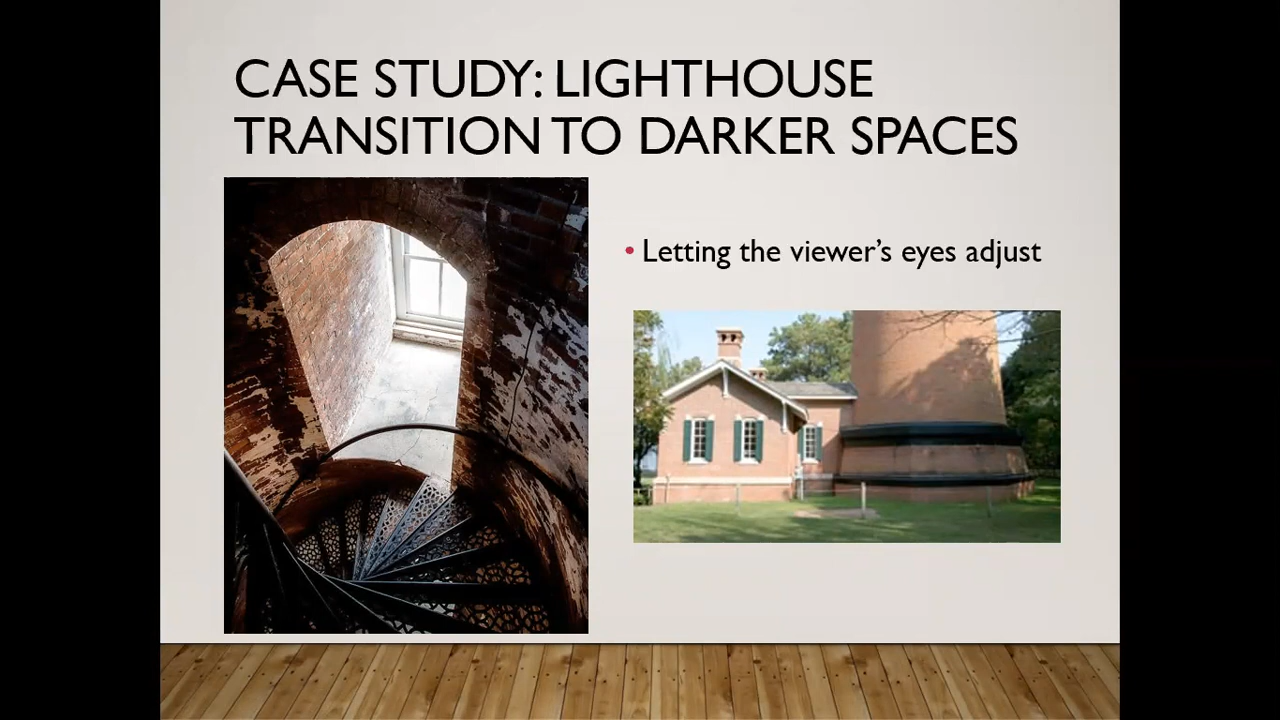 CASE STUDY: LIGHTHOUSE
TRANSITION TO DARKER SPACES
• Letting the viewer’s eyes adjust